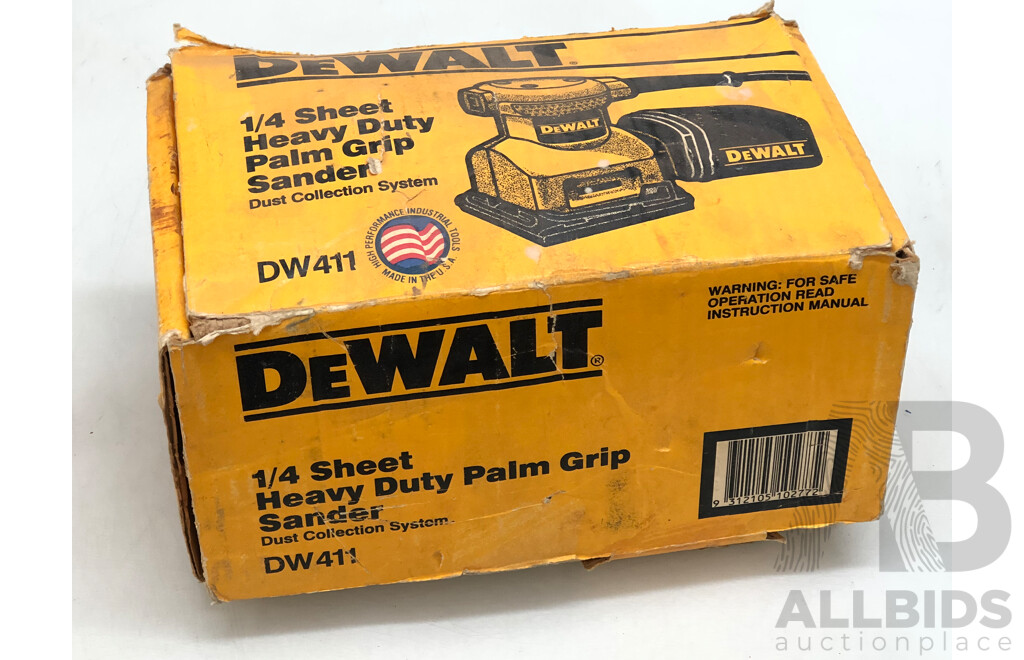 DEWALT
1/4 Sheet
Heavy Duty
Palm Grip
Sander
Dust Collection System
DEWALT
DEWALT
HIGH PERFORMANCE INDUSTRIAL TOOLS
MADE IN THE U.S.A.
DW411
WARNING: FOR SAFE
OPERATION READ
INSTRUCTION MANUAL
DEWALT®
1/4 Sheet
Heavy Duty Palm Grip
Sander
Dust Collection System
DW411
9 312105 102772
AB
ALLBIDS
auctionplace